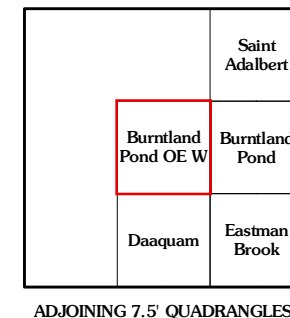 Saint
Adalbert
Burntland
Pond OE W
Burntland
Pond
Daaquam
Eastman
Brook
ADJOINING 7.5' QUADRANGLES